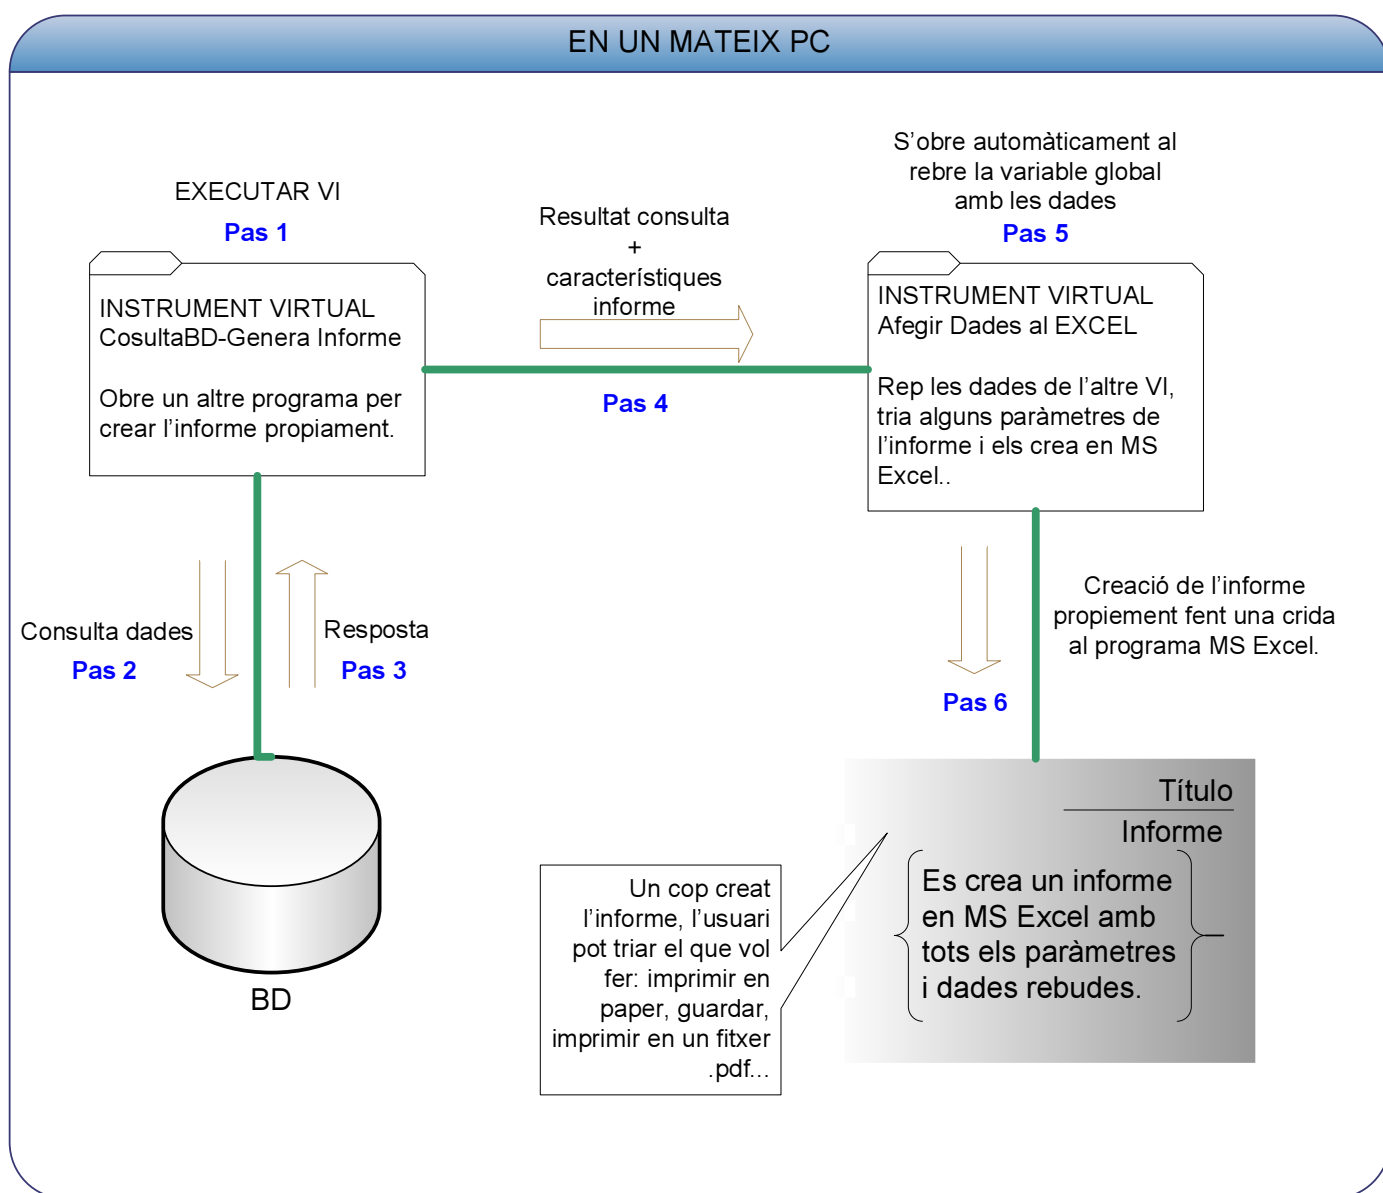 EN UN MATEIX PC
EXECUTAR VI
Pas 1
INSTRUMENT VIRTUAL
CosultaBD-Genera Informe
Obre un altre programa per
crear l’informe propiament.
Resultat consulta
+
característiques
informe
Pas 4
S’obre automàticament al
rebre la variable global
amb les dades
Pas 5
INSTRUMENT VIRTUAL
Afegir Dades al EXCEL
Rep les dades de l’altre VI,
tria alguns paràmetres de
l’informe i els crea en MS
Excel..
Consulta dades
Pas 2
Resposta
Pas 3
BD
Creació de l’informe
propiement fent una crida
al programa MS Excel.
Pas 6
Título
Informe
Es crea un informe
en MS Excel amb
tots els paràmetres
i dades rebudes.
Un cop creat
l’informe, l’usuari
pot triar el que vol
fer: imprimir en
paper, guardar,
imprimir en un fitxer
.pdf...